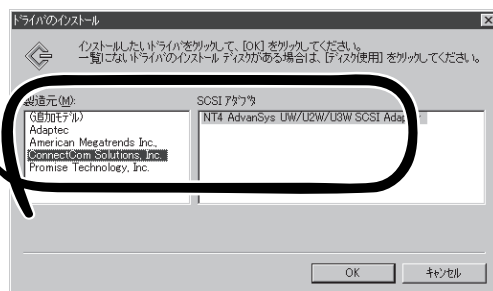 ドライバのインストール
インストールしたいドライバをクリックして、[OK] をクリックしてください。
一覧にないドライバのインストール ディスクがある場合は、[ディスク使用] をクリックしてください。
製造元(M):
(追加モデル)
Adaptec
American Megatrends Inc.
ConnectCom Solutions, Inc.
Promise Technology, Inc.
SCSI アダプタ
NT4 AdvanSys UW/U2W/U3W SCSI Adapter
OK
キャンセル